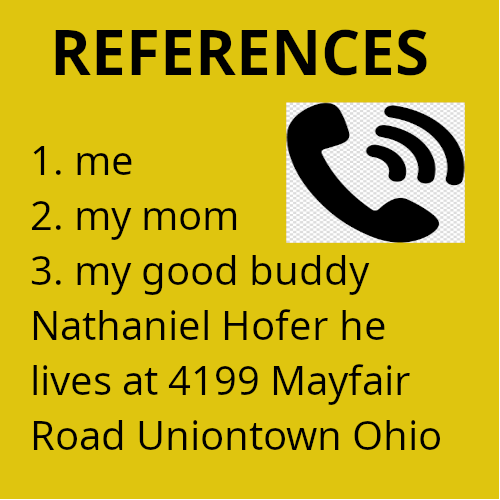 REFERENCES
1. me
2. my mom
3. my good buddy
Nathaniel Hofer he
lives at 4199 Mayfair
Road Uniontown Ohio